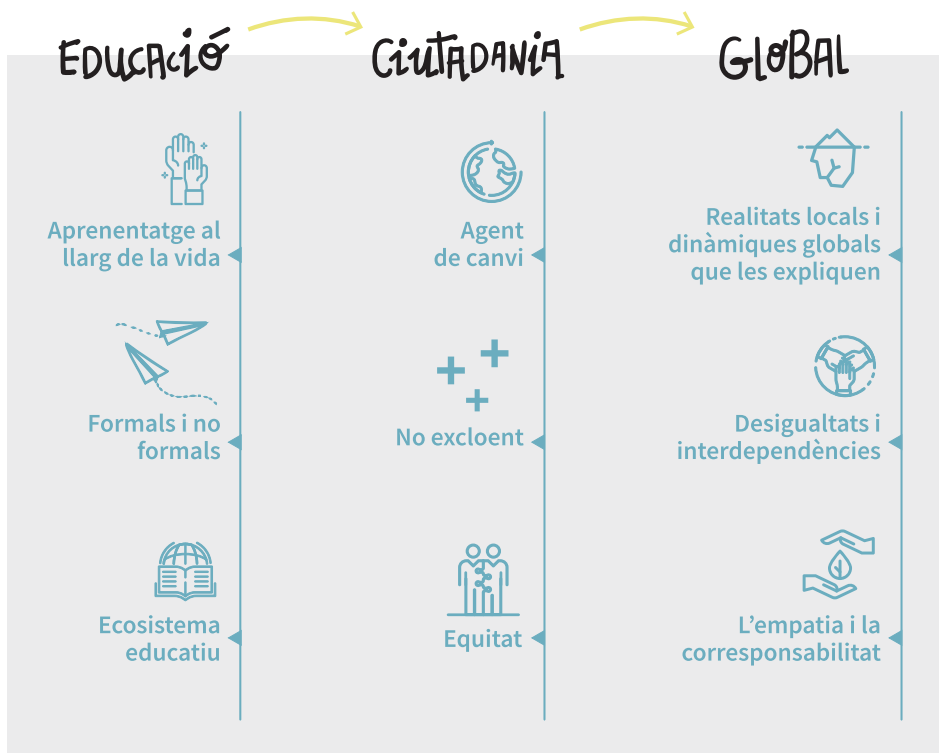 EDUCACIÓ
CIUTADANIA
GLOBAL
Aprenentatge al
llarg de la vida
Formals i no
formals
Ecosistema
educatiu
Agent
de canvi
No excloent
Equitat
Realitats locals i
dinàmiques globals
que les expliquen
Desigualtats i
interdependències
L’empatia i la
corresponsabilitat